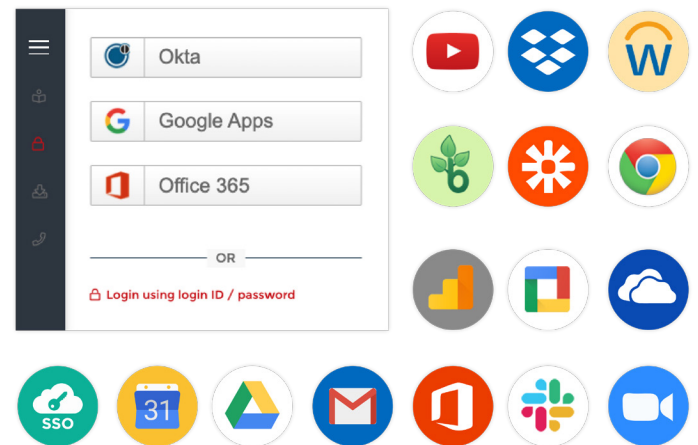 Okta
Google Apps
Office 365
OR
Login using login ID / password
W
b
SSO
31